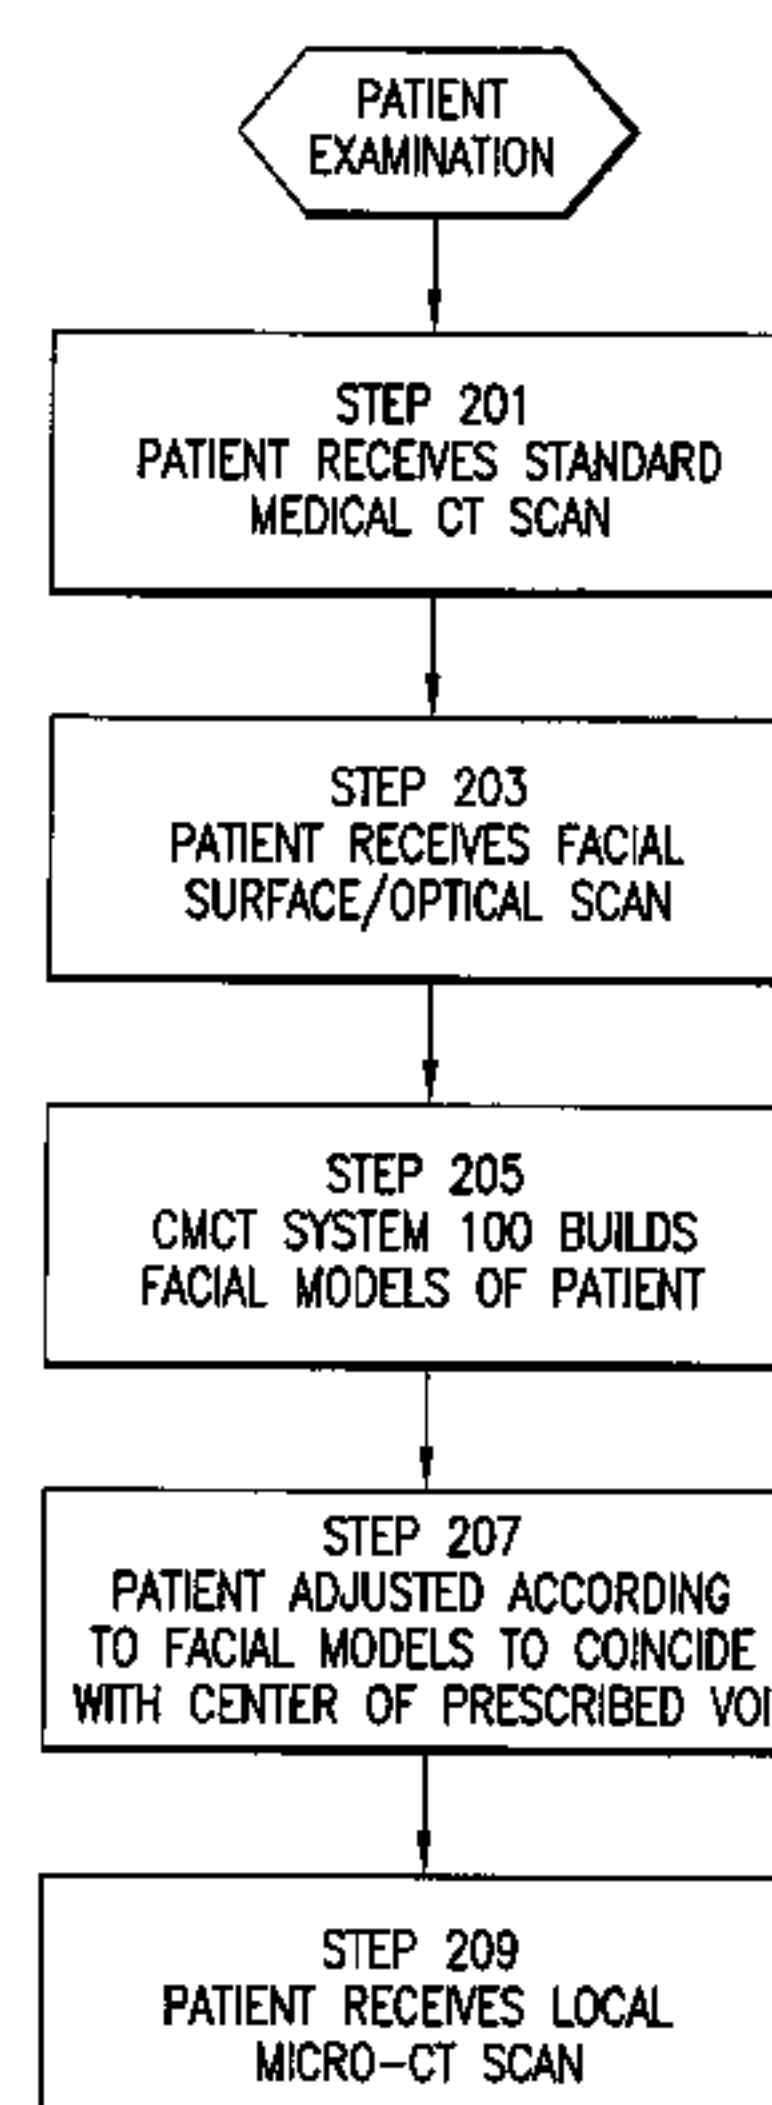 PATIENT
EXAMINATION
STEP 201
PATIENT RECEIVES STANDARD
MEDICAL CT SCAN
STEP 203
PATIENT RECEIVES FACIAL
SURFACE/OPTICAL SCAN
STEP 205
CMCT SYSTEM 100 BUILDS
FACIAL MODELS OF PATIENT
STEP 207
PATIENT ADJUSTED ACCORDING
TO FACIAL MODELS TO COINCIDE
WITH CENTER OF PRESCRIBED VOI
STEP 209
PATIENT RECEIVES LOCAL
MICRO-CT SCAN